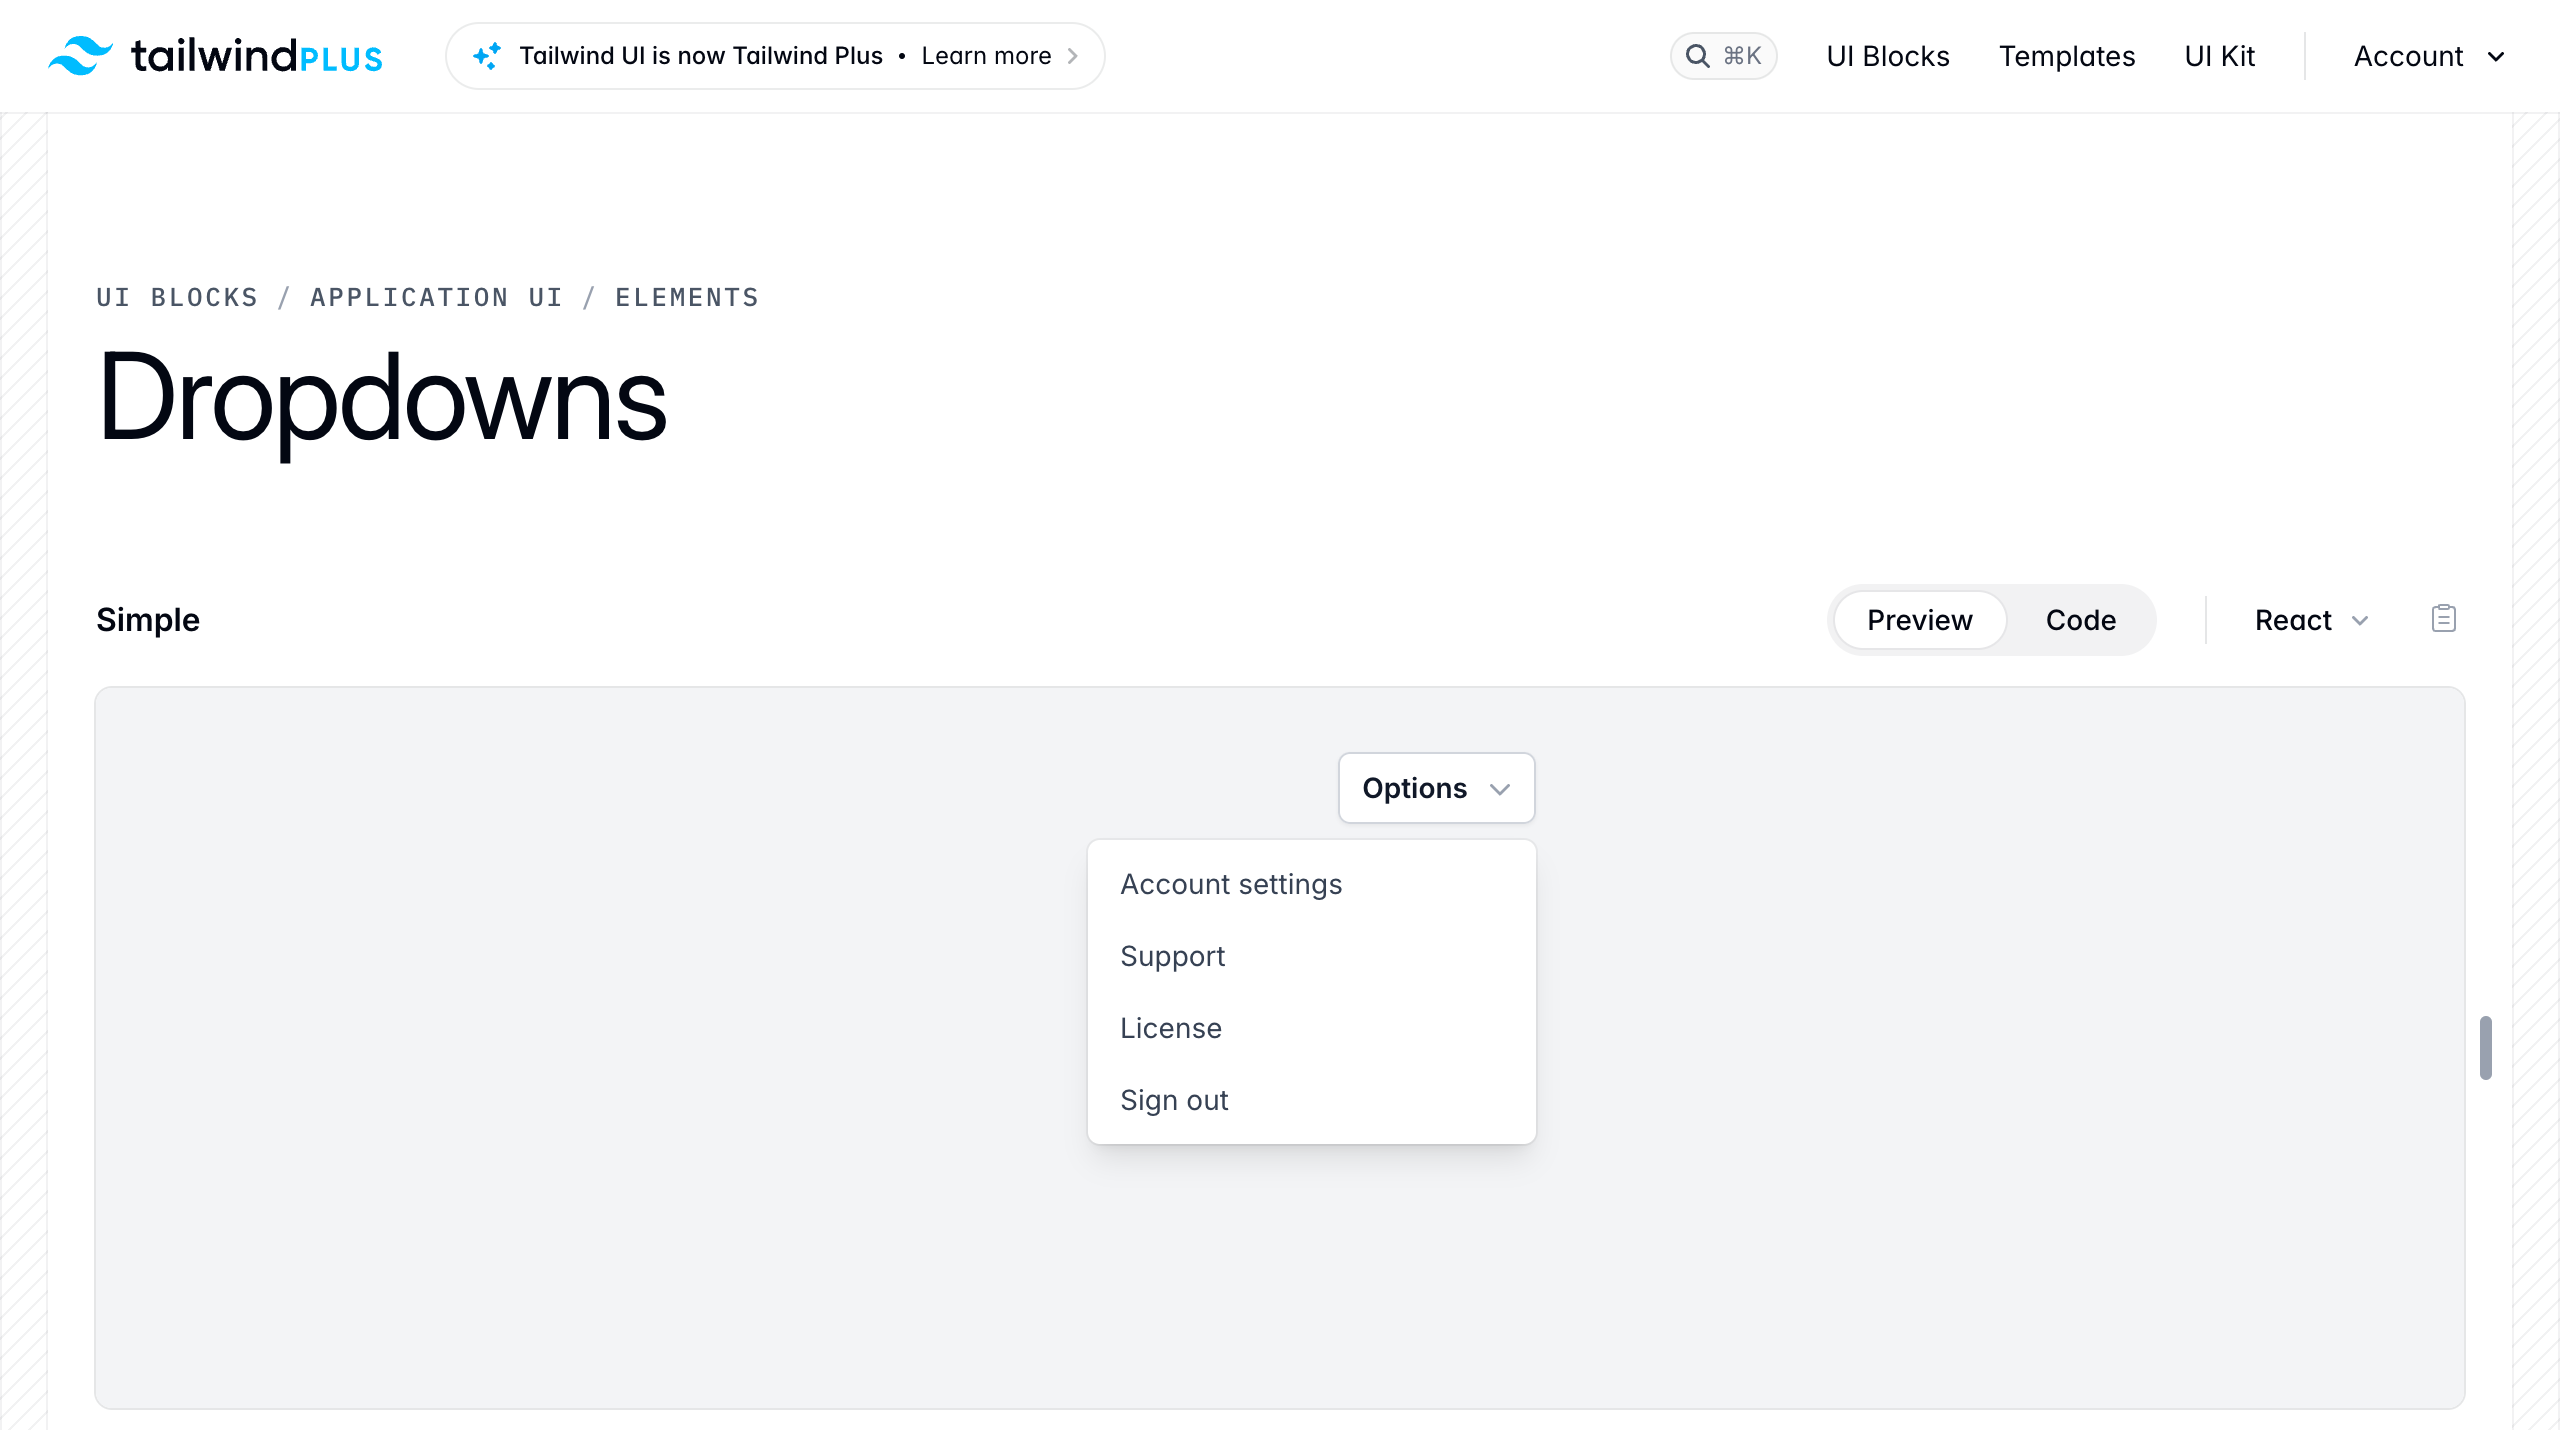 tailwindPLUS
Tailwind UI is now Tailwind Plus • Learn more
⌘K
UI Blocks
Templates
UI Kit
Account
UI BLOCKS / APPLICATION UI / ELEMENTS
Dropdowns
Simple
Preview
Code
React
Options
Account settings
Support
License
Sign out